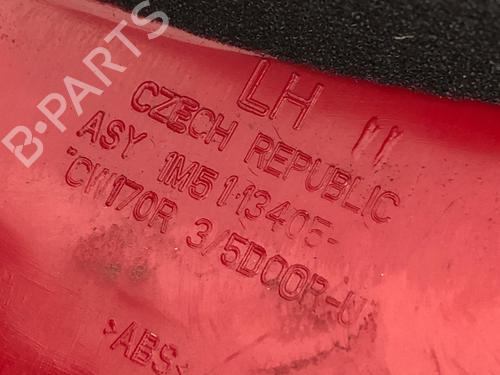 B-PARTS
LH
CZECH REPUBLIC
ASY 1M51-13405-
"CW170R 3/5DOOR-
>ABS<